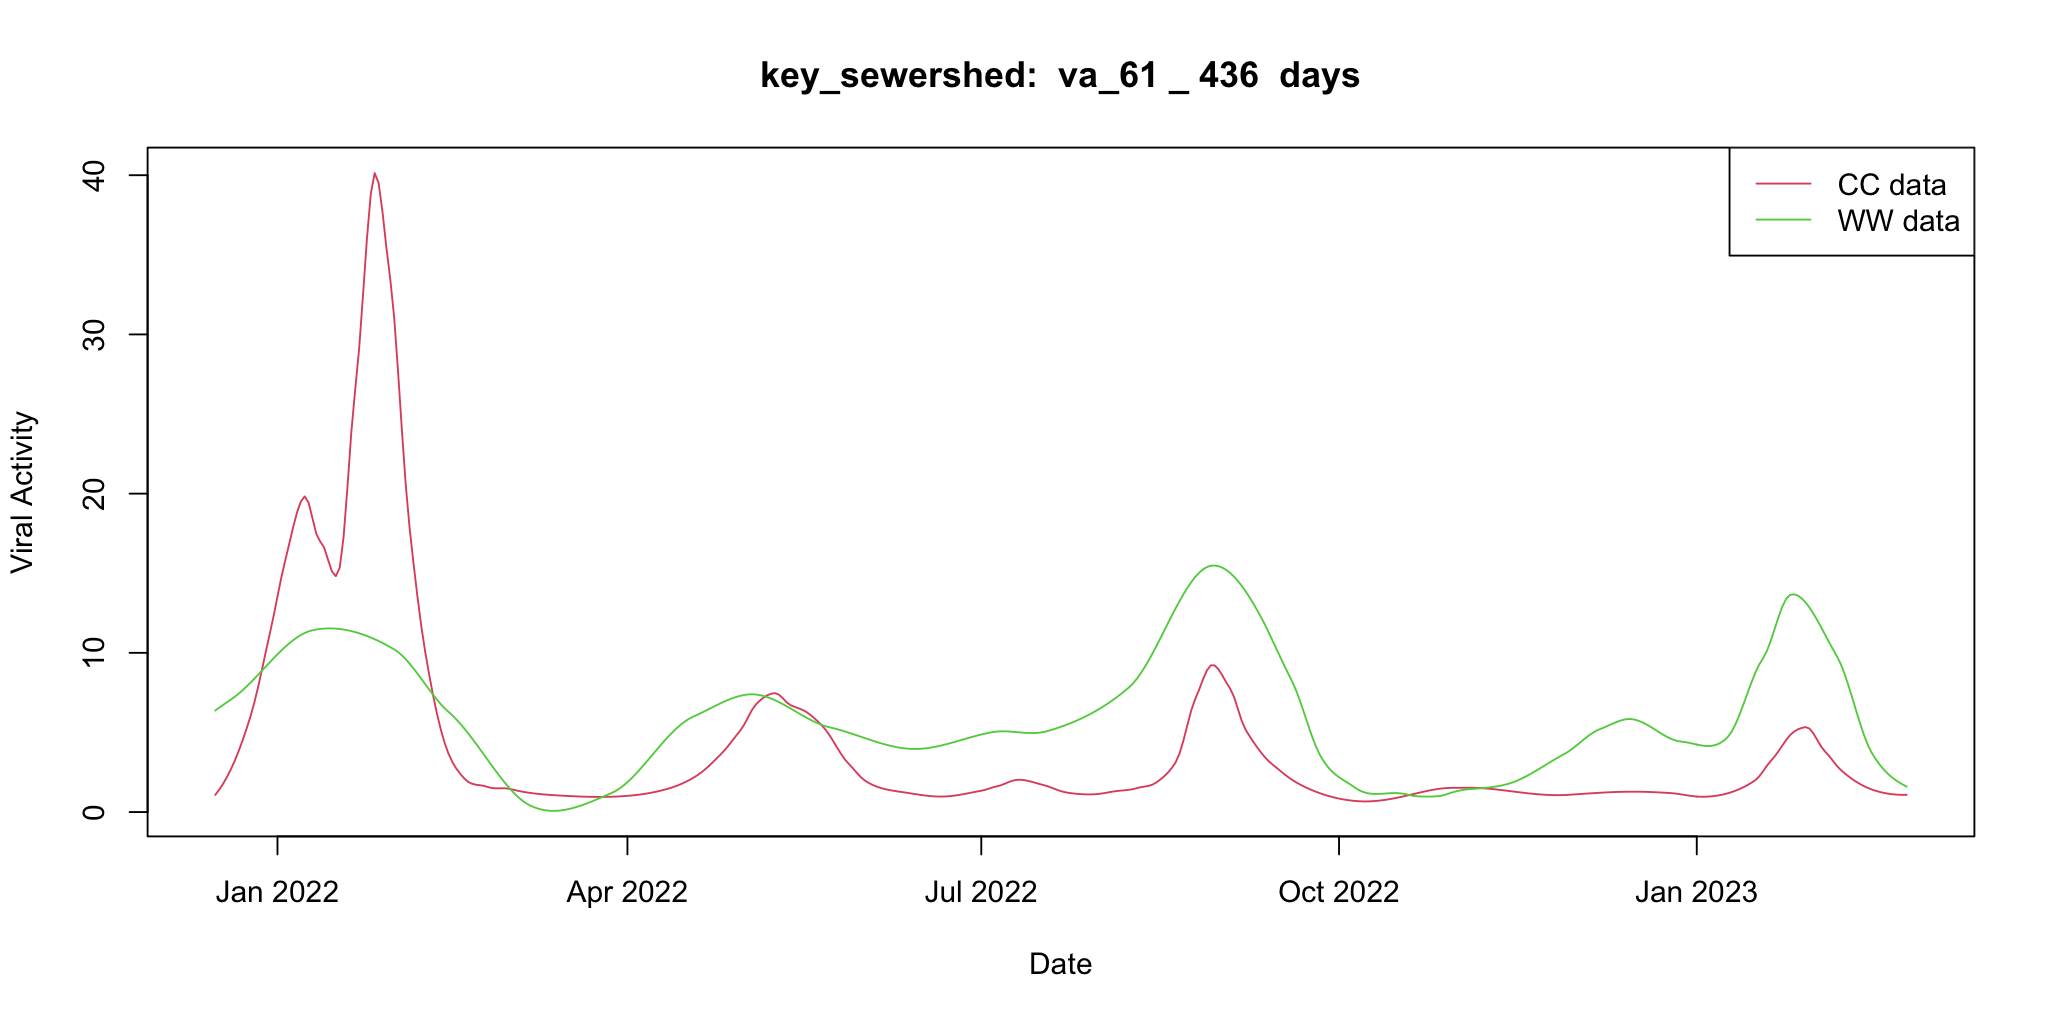 key_sewershed: va_61 _ 436 days
CC data
WW data
Viral Activity
40
30
20
10
0
Jan 2022 Apr 2022 Jul 2022 Oct 2022 Jan 2023
Date